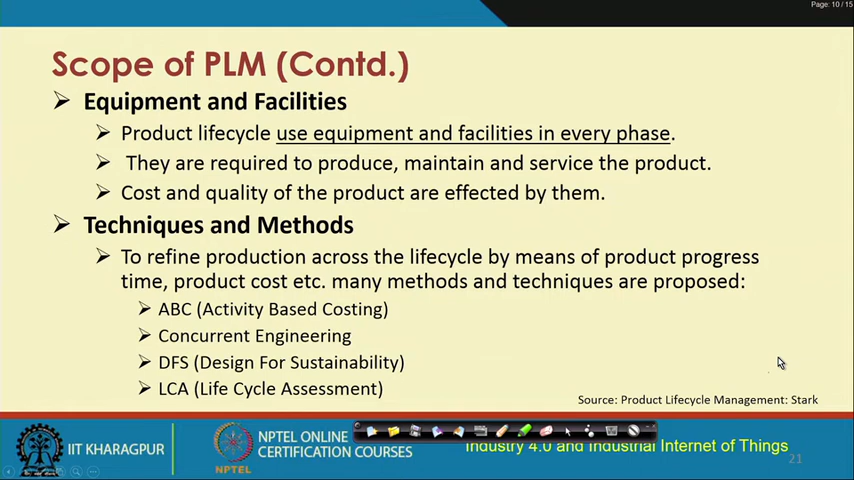 Page: 10 / 15
Scope of PLM (Contd.)
Equipment and Facilities
Product lifecycle use equipment and facilities in every phase.
They are required to produce, maintain and service the product.
Cost and quality of the product are effected by them.
Techniques and Methods
To refine production across the lifecycle by means of product progress
time, product cost etc. many methods and techniques are proposed:
ABC (Activity Based Costing)
Concurrent Engineering
DFS (Design For Sustainability)
LCA (Life Cycle Assessment)
Source: Product Lifecycle Management: Stark
IIT KHARAGPUR
NPTEL
NPTEL ONLINE
CERTIFICATION COURSES
Industry 4.0 and Industrial Internet of Things
21